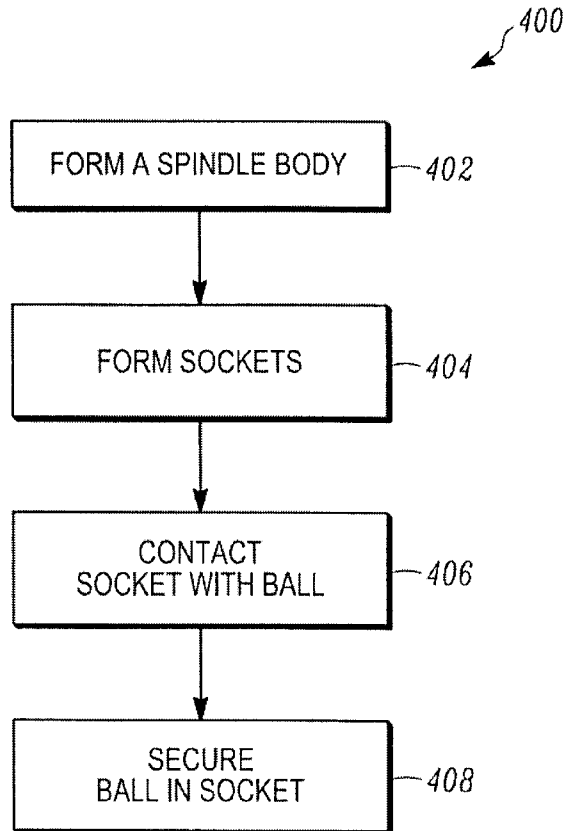 400
FORM A SPINDLE BODY
402
FORM SOCKETS
404
CONTACT
SOCKET WITH BALL
406
SECURE
BALL IN SOCKET
408